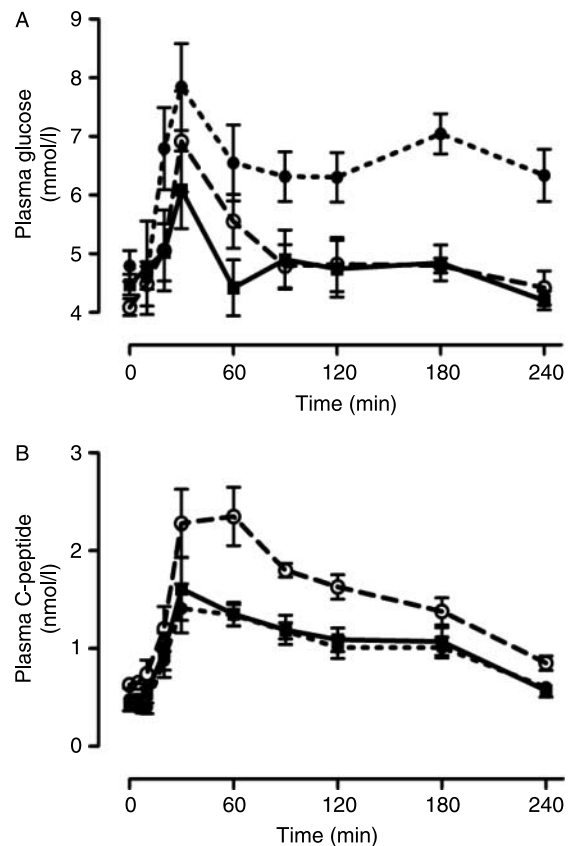 A
Plasma glucose
(mmol/l)
9
8
7
6
5
4
0 60 120 180 240
Time (min)
B
Plasma C-peptide
(nmol/l)
3
2
1
0
0 60 120 180 240
Time (min)